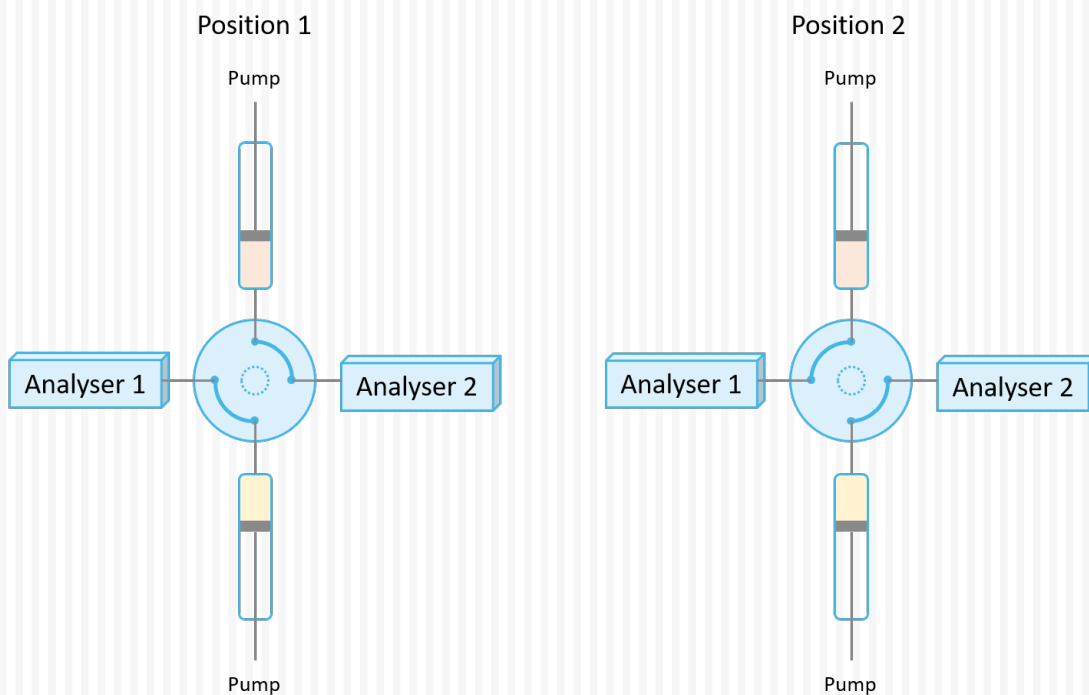 Position 1
Pump
Analyser 1
Analyser 2
Pump
Position 2
Pump
Analyser 1
Analyser 2
Pump